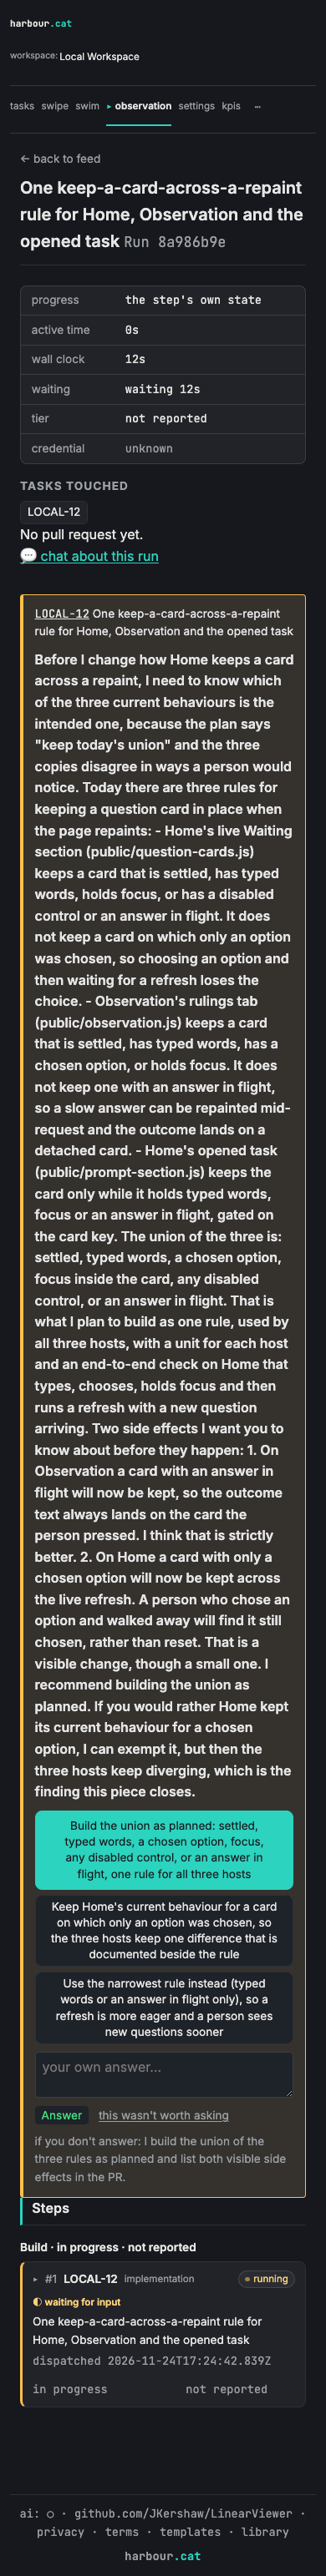 harbour.cat
workspace: Local Workspace
tasks swipe swim ▸ observation settings kpis …
← back to feed
One keep-a-card-across-a-repaint
rule for Home, Observation and the
opened task Run 8a986b9e
progress the step's own state
active time 0s
wall clock 12s
waiting waiting 12s
tier not reported
credential unknown
TASKS TOUCHED
LOCAL-12
No pull request yet.
💬 chat about this run
LOCAL-12 One keep-a-card-across-a-repaint
rule for Home, Observation and the opened task
Before I change how Home keeps a card
across a repaint, I need to know which
of the three current behaviours is the
intended one, because the plan says
"keep today's union" and the three
copies disagree in ways a person would
notice. Today there are three rules for
keeping a question card in place when
the page repaints: - Home's live Waiting
section (public/question-cards.js)
keeps a card that is settled, has typed
words, holds focus, or has a disabled
control or an answer in flight. It does
not keep a card on which only an option
was chosen, so choosing an option and
then waiting for a refresh loses the
choice. - Observation's rulings tab
(public/observation.js) keeps a card
that is settled, has typed words, has a
chosen option, or holds focus. It does
not keep one with an answer in flight,
so a slow answer can be repainted mid-
request and the outcome lands on a
detached card. - Home's opened task
(public/prompt-section.js) keeps the
card only while it holds typed words,
focus or an answer in flight, gated on
the card key. The union of the three is:
settled, typed words, a chosen option,
focus inside the card, any disabled
control, or an answer in flight. That is
what I plan to build as one rule, used by
all three hosts, with a unit for each host
and an end-to-end check on Home that
types, chooses, holds focus and then
runs a refresh with a new question
arriving. Two side effects I want you to
know about before they happen: 1. On
Observation a card with an answer in
flight will now be kept, so the outcome
text always lands on the card the
person pressed. I think that is strictly
better. 2. On Home a card with only a
chosen option will now be kept across
the live refresh. A person who chose an
option and walked away will find it still
chosen, rather than reset. That is a
visible change, though a small one. I
recommend building the union as
planned. If you would rather Home kept
its current behaviour for a chosen
option, I can exempt it, but then the
three hosts keep diverging, which is the
finding this piece closes.
Build the union as planned: settled,
typed words, a chosen option, focus,
any disabled control, or an answer in
flight, one rule for all three hosts
Keep Home's current behaviour for a card
on which only an option was chosen, so
the three hosts keep one difference that is
documented beside the rule
Use the narrowest rule instead (typed
words or an answer in flight only), so a
refresh is more eager and a person sees
new questions sooner
your own answer...
Answer this wasn't worth asking
if you don't answer: I build the union of the
three rules as planned and list both visible side
effects in the PR.
Steps
Build · in progress · not reported
▸ #1 LOCAL-12 implementation ● running
◐ waiting for input
One keep-a-card-across-a-repaint rule for
Home, Observation and the opened task
dispatched 2026-11-24T17:24:42.839Z
in progress not reported
ai: ○ · github.com/JKershaw/LinearViewer ·
privacy · terms · templates · library
harbour.cat